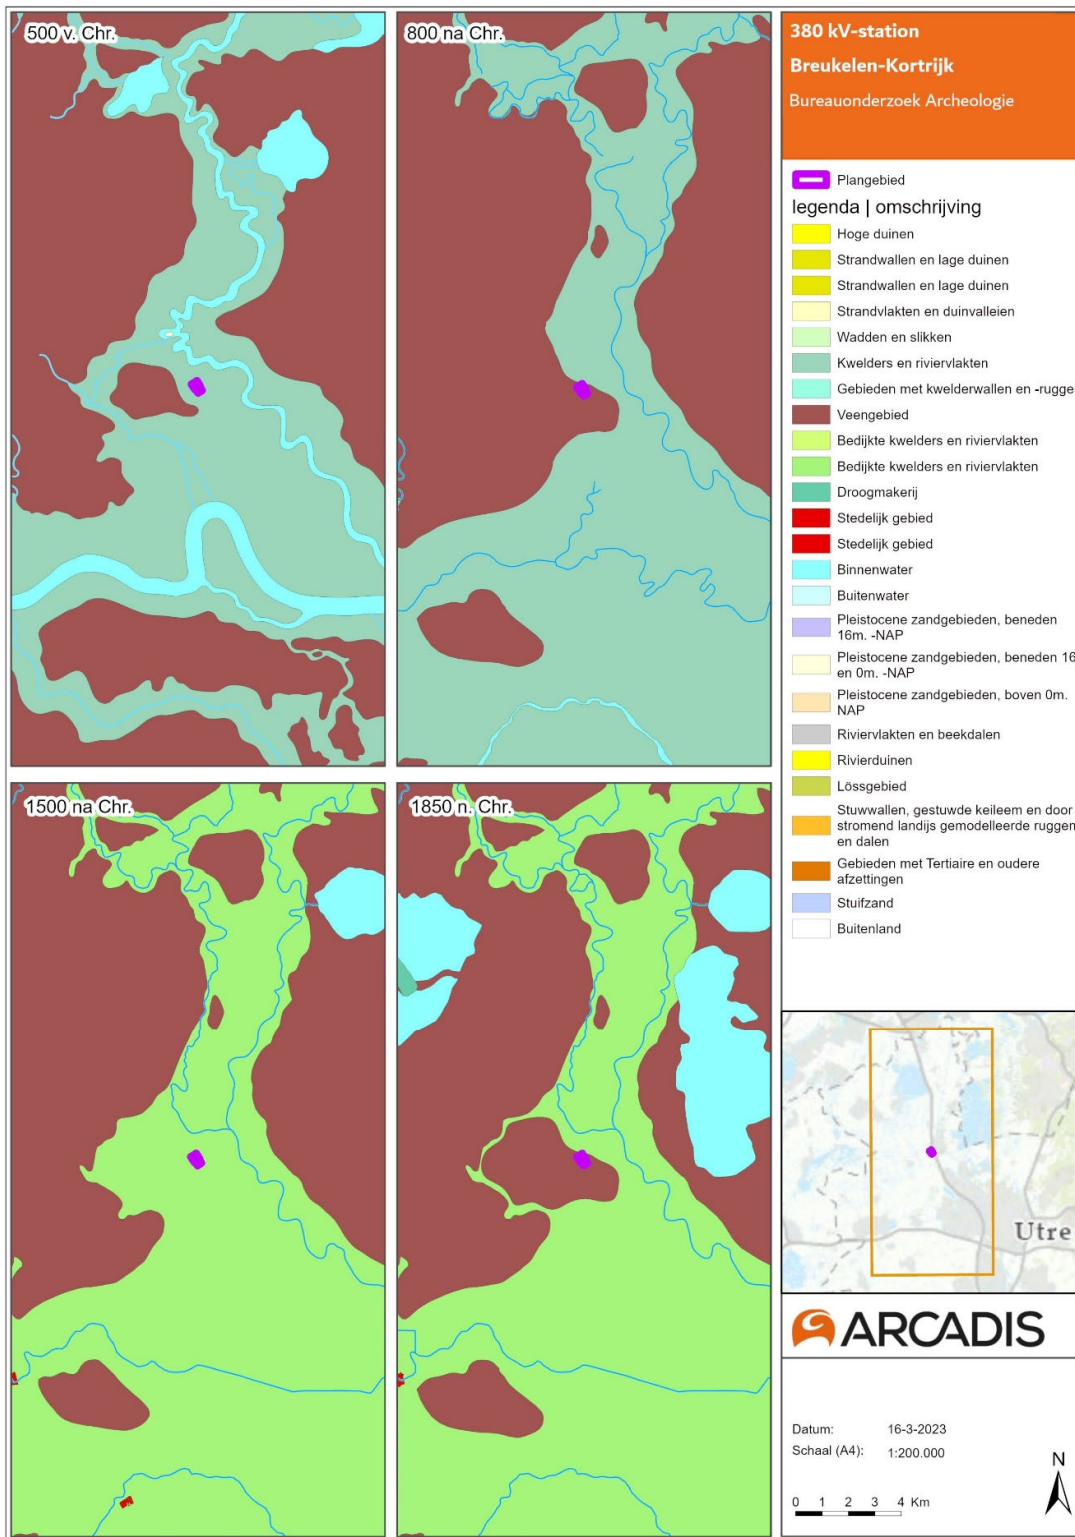 500 v. Chr.
800 na Chr.
1500 na Chr.
1850 n. Chr.
380 kV-station
Breukelen-Kortrijk
Bureauonderzoek Archeologie
Plangebied
legenda | omschrijving
Hoge duinen
Strandwallen en lage duinen
Strandwallen en lage duinen
Strandvlakten en duinvalleien
Wadden en slikken
Kwelders en riviervlakten
Gebieden met kwelderwallen en -rugge
Veengebied
Bedijkte kwelders en riviervlakten
Bedijkte kwelders en riviervlakten
Droogmakerij
Stedelijk gebied
Stedelijk gebied
Binnenwater
Buitenwater
Pleistocene zandgebieden, beneden
16m. -NAP
Pleistocene zandgebieden, beneden 16
en 0m. -NAP
Pleistocene zandgebieden, boven 0m.
NAP
Riviervlakten en beekdalen
Rivierduinen
Lössgebied
Stuwwallen, gestuwde keileem en door
stromend landijs gemodelleerde ruggen
en dalen
Gebieden met Tertiaire en oudere
afzettingen
Stuifzand
Buitenland
Utre
ARCADIS
Datum: 16-3-2023
Schaal (A4): 1:200.000
N
0 1 2 3 4 Km